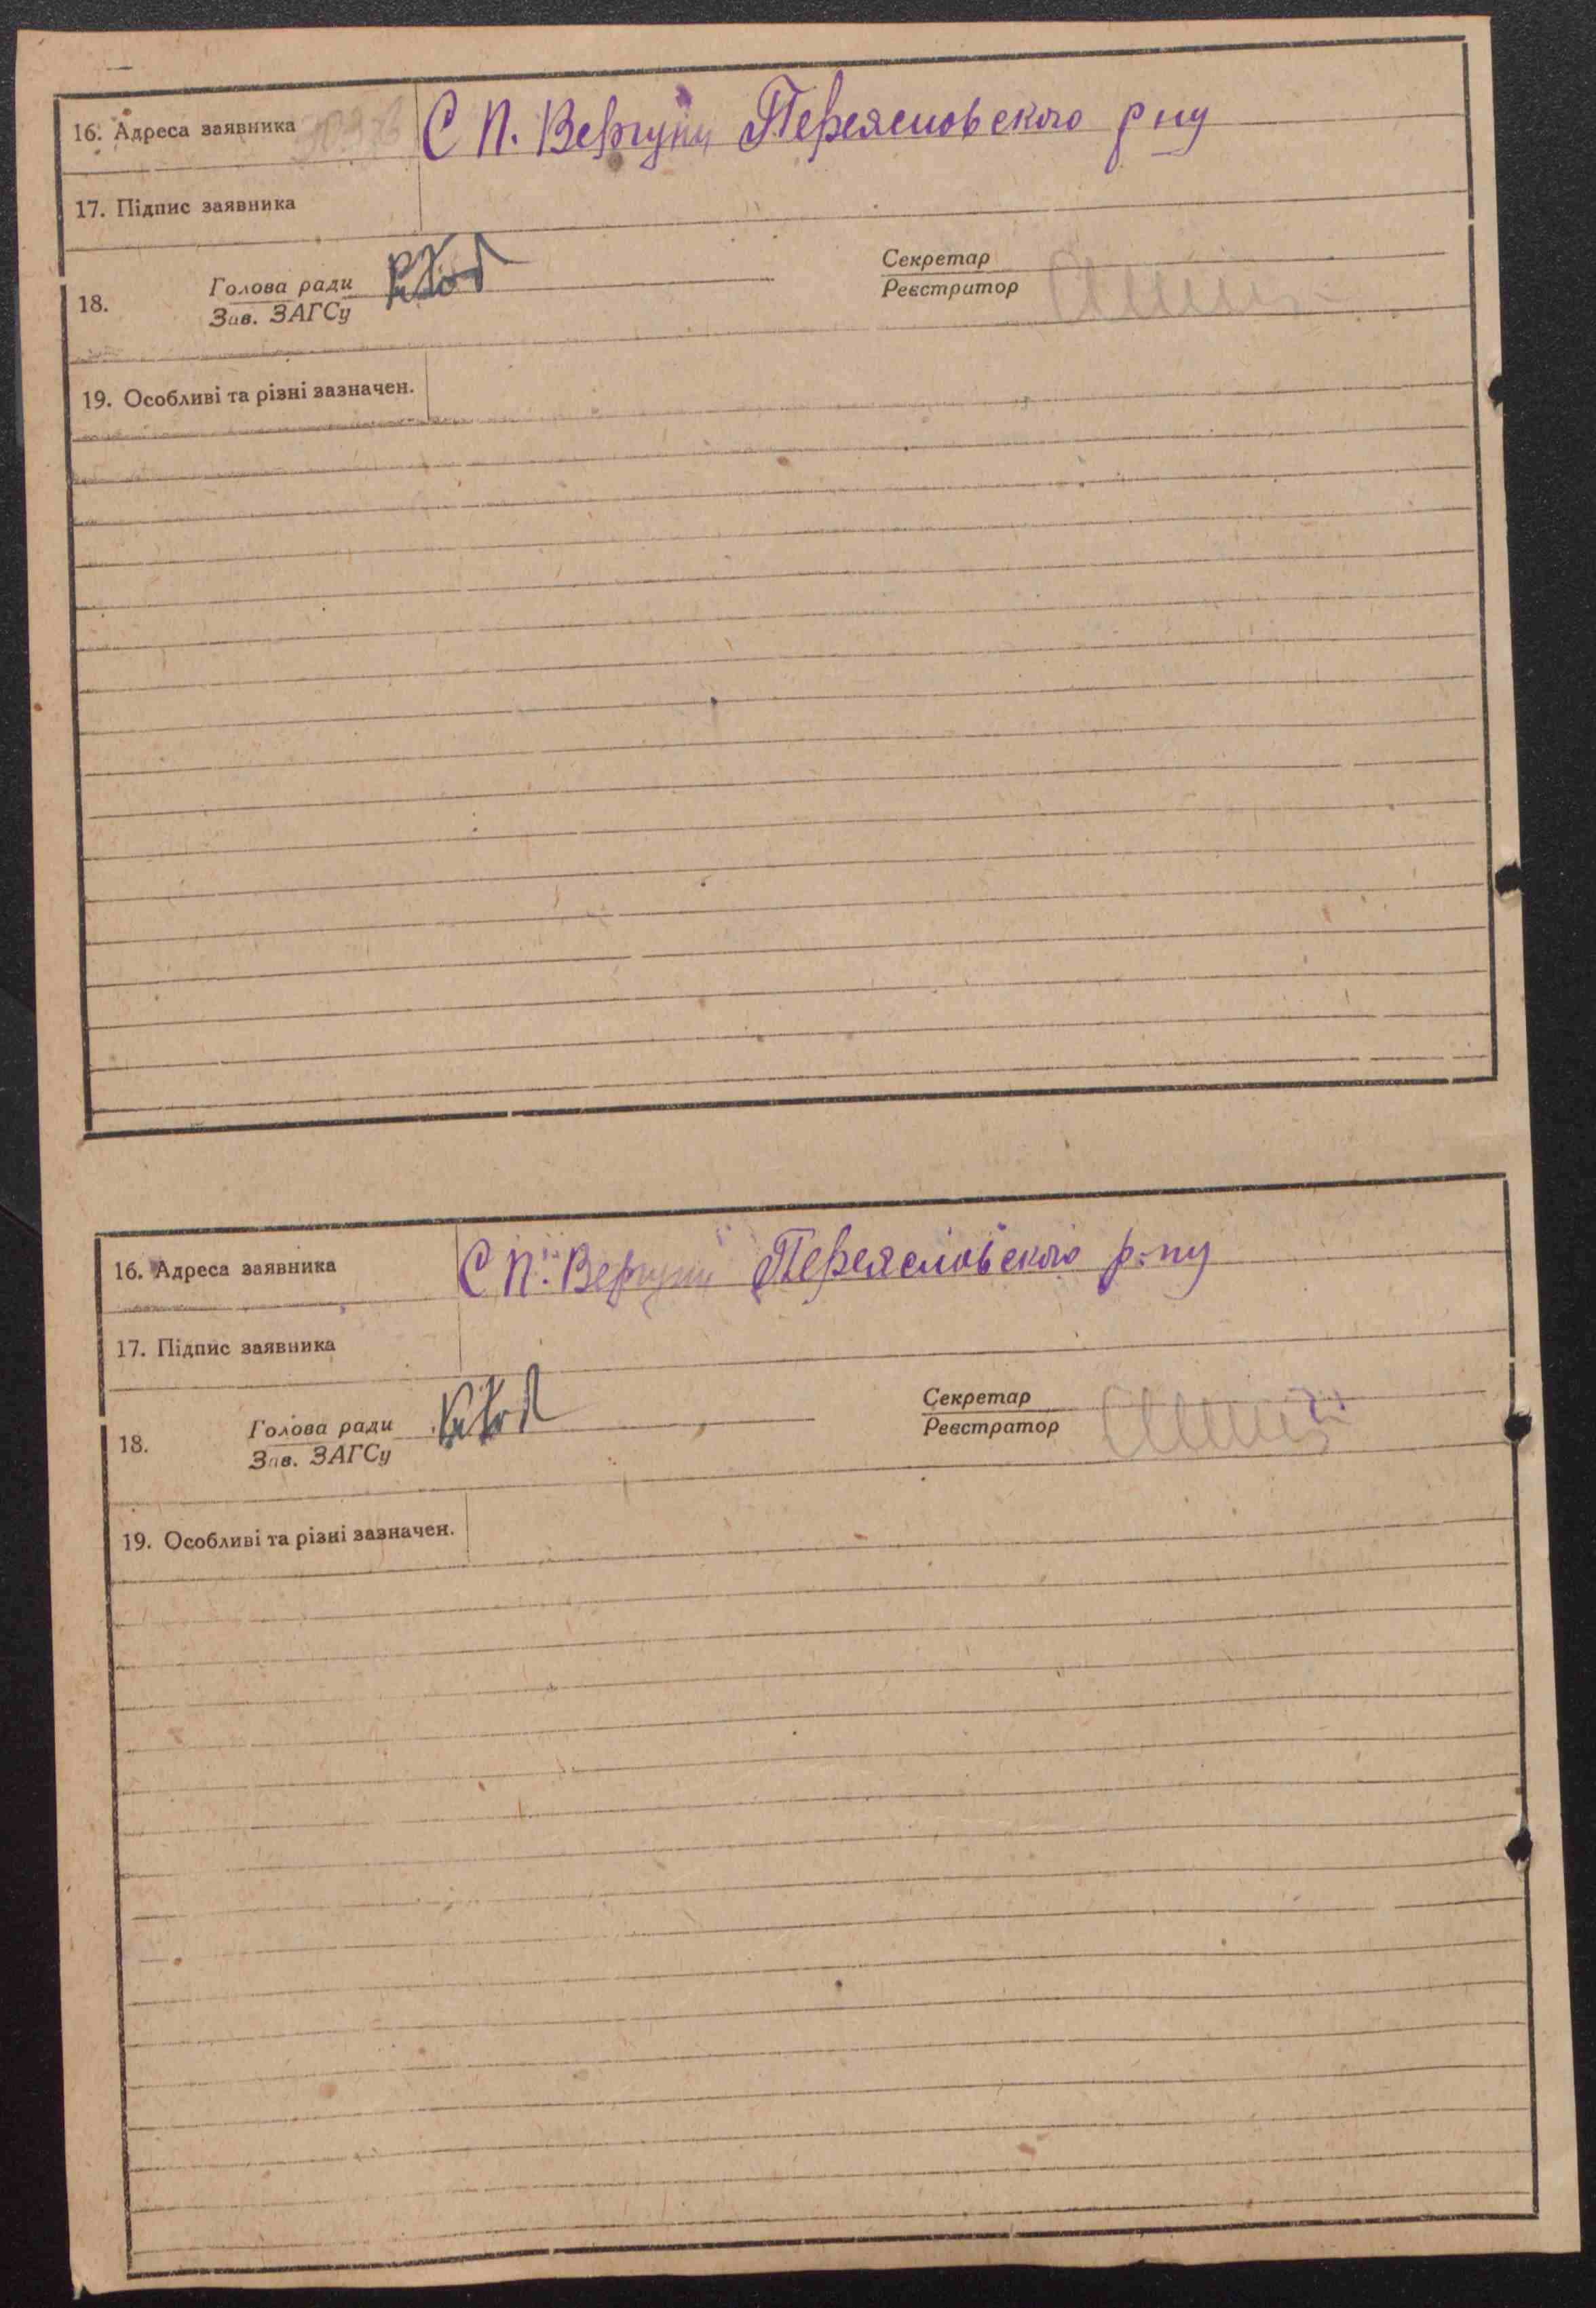 16. Адреса заявника С П. Вергуни Переясловского р ну
17. Підпис заявника
18. Голова ради
Зав. ЗАГСу
Секретар
Реєстратор
19. Особливі та різні зазначен.
16. Адреса заявника С П. Вергуни Переясловского р-ну
17. Підпис заявника
18. Голова ради
Зав. ЗАГСу
Секретар
Реєстратор
19. Особливі та різні зазначен.